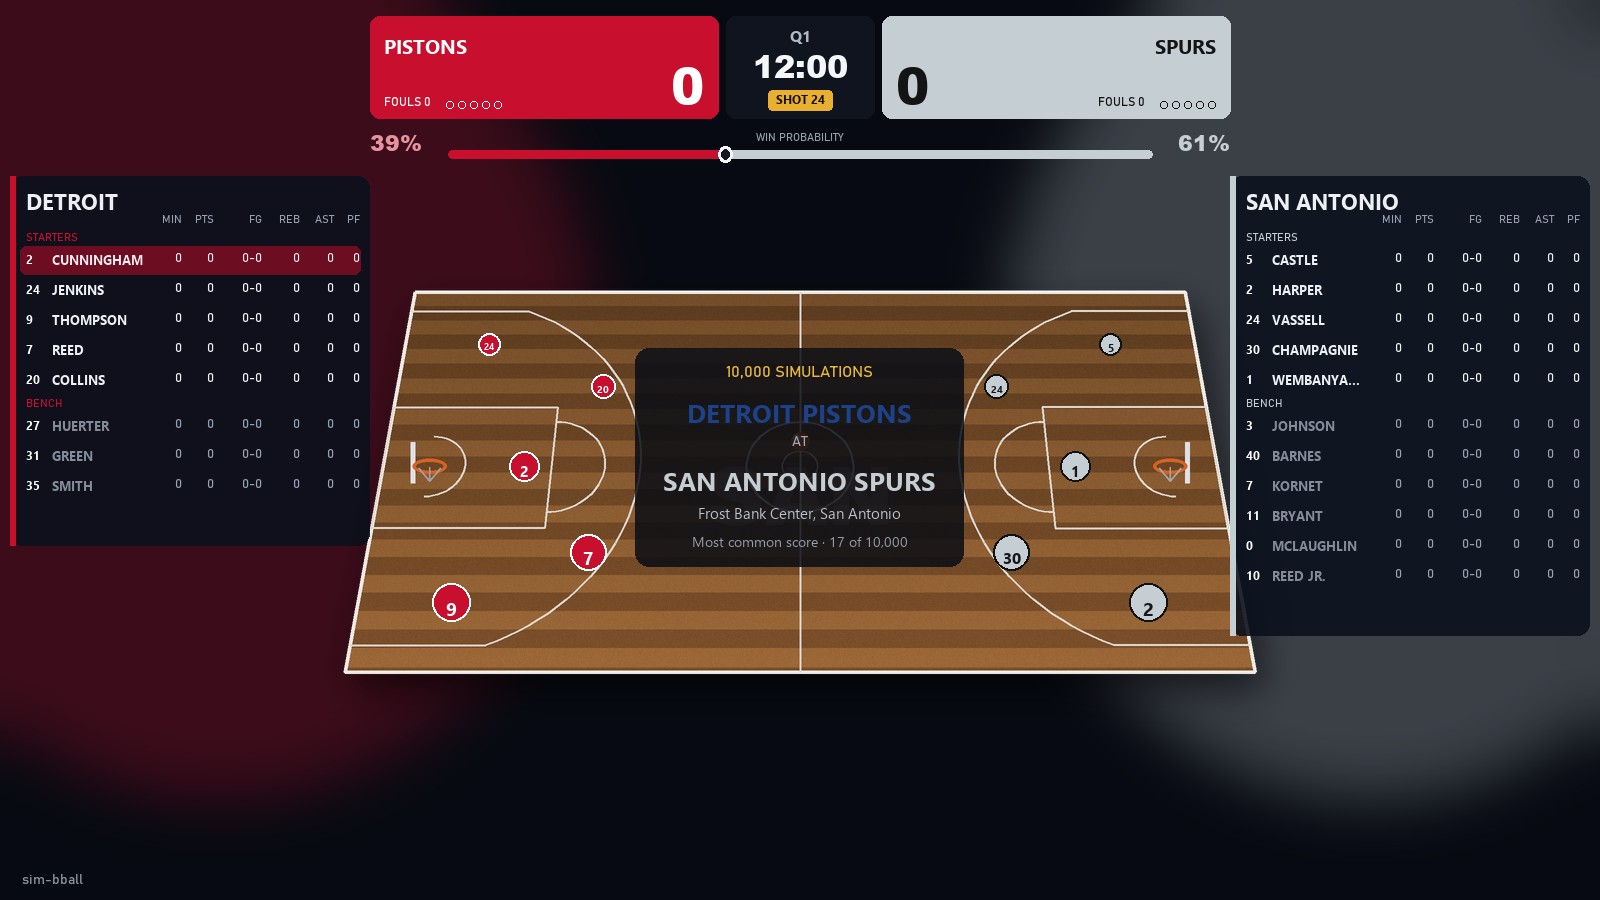 PISTONS
0
FOULS 0
Q1
12:00
SHOT 24
SPURS
0
FOULS 0
39%
WIN PROBABILITY
61%
DETROIT
MIN PTS FG REB AST PF
STARTERS
2 CUNNINGHAM 0 0 0-0 0 0 0
24 JENKINS 0 0 0-0 0 0 0
9 THOMPSON 0 0 0-0 0 0 0
7 REED 0 0 0-0 0 0 0
20 COLLINS 0 0 0-0 0 0 0
BENCH
27 HUERTER 0 0 0-0 0 0 0
31 GREEN 0 0 0-0 0 0 0
35 SMITH 0 0 0-0 0 0 0
24
20
2
7
9
10,000 SIMULATIONS
DETROIT PISTONS
AT
SAN ANTONIO SPURS
Frost Bank Center, San Antonio
Most common score · 17 of 10,000
5
24
1
30
2
SAN ANTONIO
MIN PTS FG REB AST PF
STARTERS
5 CASTLE 0 0 0-0 0 0 0
2 HARPER 0 0 0-0 0 0 0
24 VASSELL 0 0 0-0 0 0 0
30 CHAMPAGNIE 0 0 0-0 0 0 0
1 WEMBANYA... 0 0 0-0 0 0 0
BENCH
3 JOHNSON 0 0 0-0 0 0 0
40 BARNES 0 0 0-0 0 0 0
7 KORNET 0 0 0-0 0 0 0
11 BRYANT 0 0 0-0 0 0 0
0 MCLAUGHLIN 0 0 0-0 0 0 0
10 REED JR. 0 0 0-0 0 0 0
sim-bball